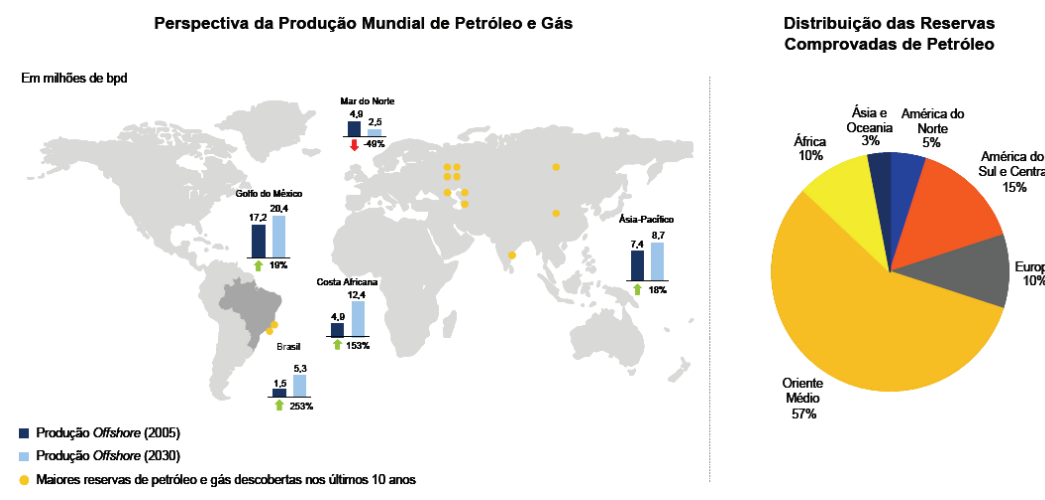 Perspectiva da Produção Mundial de Petróleo e Gás
Em milhões de bpd
Mar do Norte
4,9
2,5
-49%
Golfo do México
17,2
20,4
19%
Ásia-Pacífico
7,4
8,7
18%
Costa Africana
4,9
12,4
153%
Brasil
1,5
5,3
253%
Produção Offshore (2005)
Produção Offshore (2030)
Maiores reservas de petróleo e gás descobertas nos últimos 10 anos
Distribuição das Reservas
Comprovadas de Petróleo
Ásia e
Oceania
3%
América do
Norte
5%
África
10%
América do
Sul e Centra
15%
Europ
10%
Oriente
Médio
57%